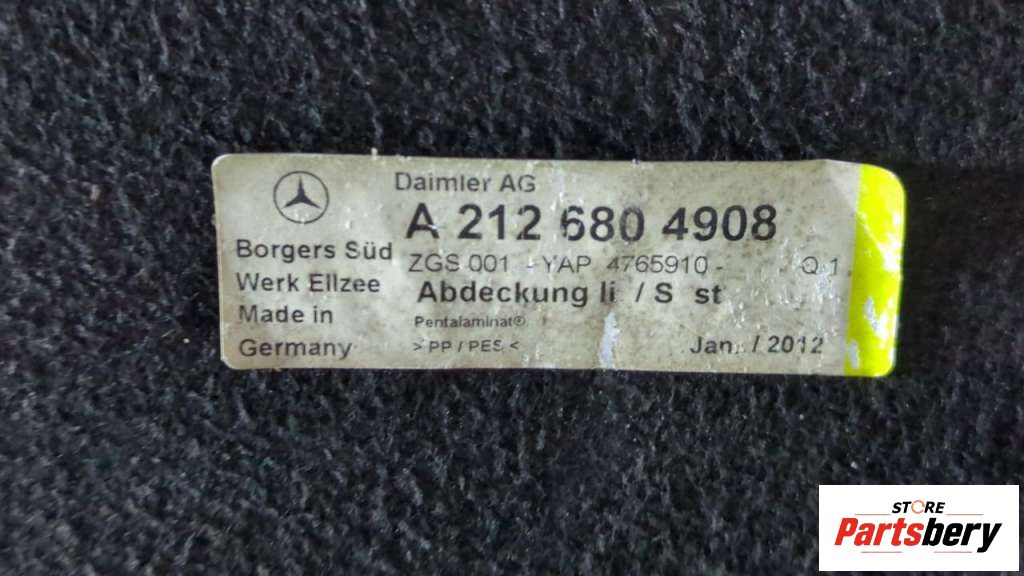 Daimler AG
A 212 680 4908
Borgers Süd
Werk Ellzee
Made in
Germany
ZGS 001 - YAP 4765910 - Q 1
Abdeckung li / S st
Pentalaminat®
> PP / PES <
Jan. / 2012
STORE
Partsbery